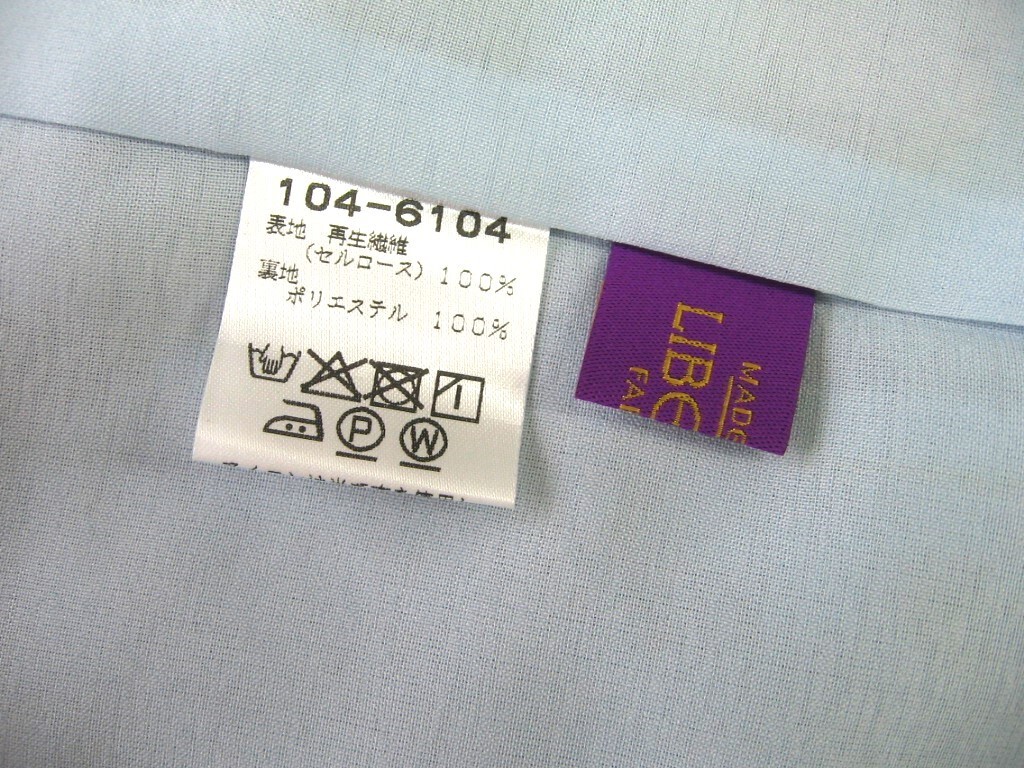 104-6104
表地 再生繊維
(セルロース) 100%
裏地
ポリエステル 100%
P W
LIBE
FA
MADE